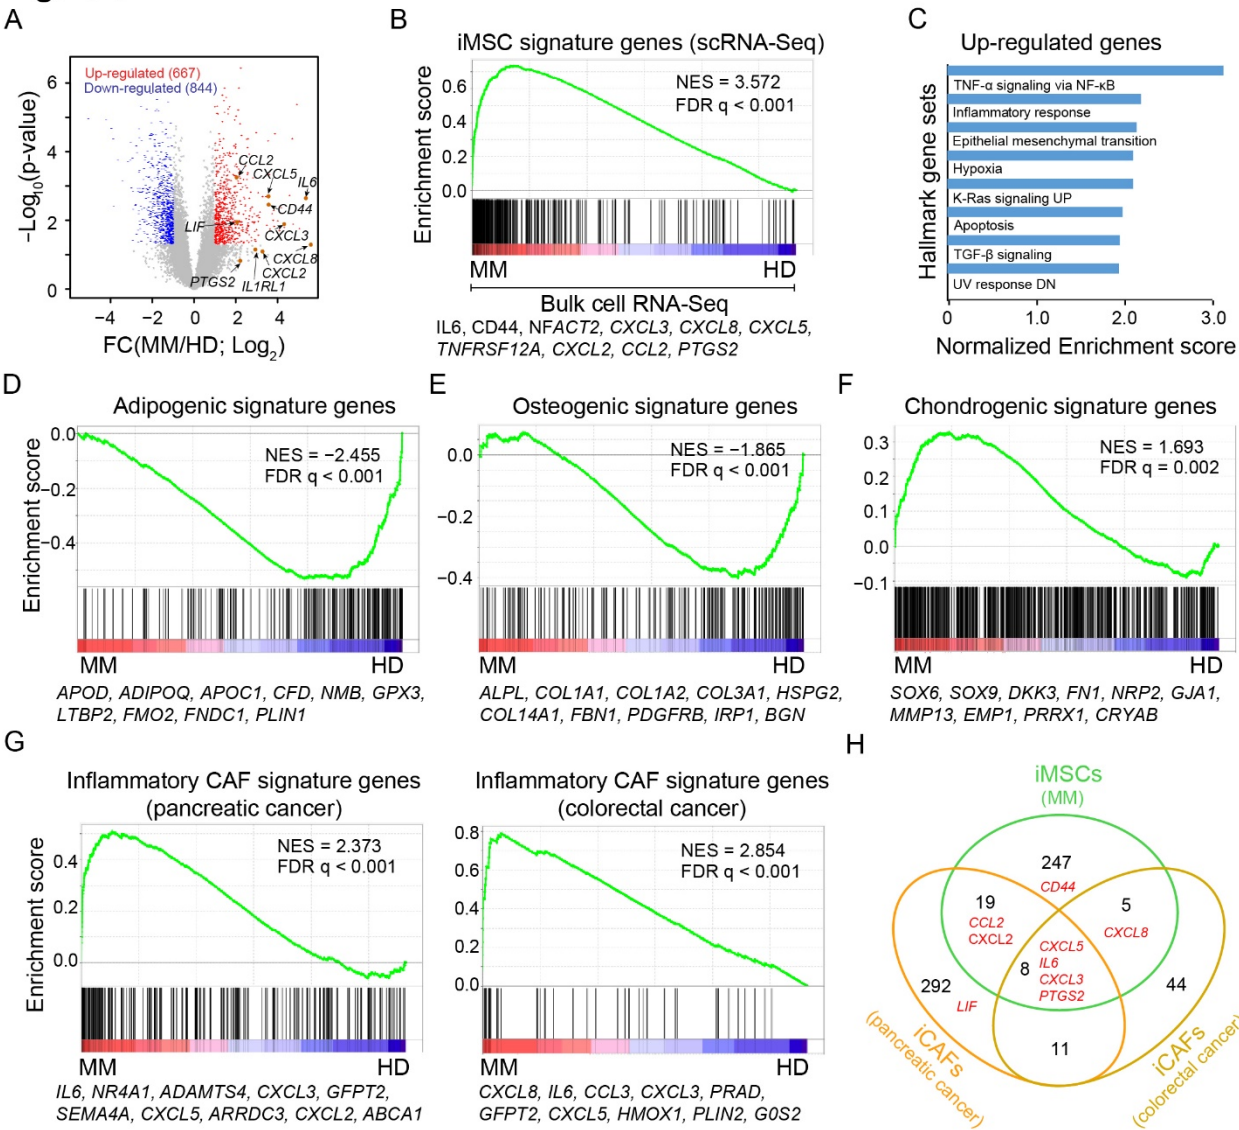 A
Up-regulated (667)
Down-regulated (844)
−Log0(p-value)
6
4
2
0
CCL2
CXCL5
IL6
CD44
LIF
CXCL3
CXCL8
CXCL2
PTGS2
IL1RL1
−4
−2
0
2
4
FC(MM/HD; Log2)
B
iMSC signature genes (scRNA-Seq)
Enrichment score
0.6
0.4
0.2
0.0
NES = 3.572
FDR q < 0.001
MM
HD
Bulk cell RNA-Seq
IL6, CD44, NFACT2, CXCL3, CXCL8, CXCL5,
TNFRSF12A, CXCL2, CCL2, PTGS2
C
Up-regulated genes
Hallmark gene sets
TNF-α signaling via NF-κB
Inflammatory response
Epithelial mesenchymal transition
Hypoxia
K-Ras signaling UP
Apoptosis
TGF-β signaling
UV response DN
0
1.0
2.0
3.0
Normalized Enrichment score
D
Adipogenic signature genes
Enrichment score
0.0
−0.2
−0.4
NES = −2.455
FDR q < 0.001
MM
HD
APOD, ADIPOQ, APOC1, CFD, NMB, GPX3,
LTBP2, FMO2, FNDC1, PLIN1
E
Osteogenic signature genes
0.0
−0.2
−0.4
NES = −1.865
FDR q < 0.001
MM
HD
ALPL, COL1A1, COL1A2, COL3A1, HSPG2,
COL14A1, FBN1, PDGFRB, IRP1, BGN
F
Chondrogenic signature genes
0.3
0.2
0.1
0.0
−0.1
NES = 1.693
FDR q = 0.002
MM
HD
SOX6, SOX9, DKK3, FN1, NRP2, GJA1,
MMP13, EMP1, PRRX1, CRYAB
G
Inflammatory CAF signature genes
(pancreatic cancer)
Enrichment score
0.4
0.2
0.0
NES = 2.373
FDR q < 0.001
MM
HD
IL6, NR4A1, ADAMTS4, CXCL3, GFPT2,
SEMA4A, CXCL5, ARRDC3, CXCL2, ABCA1
Inflammatory CAF signature genes
(colorectal cancer)
0.8
0.6
0.4
0.2
0.0
NES = 2.854
FDR q < 0.001
MM
HD
CXCL8, IL6, CCL3, CXCL3, PRAD,
GFPT2, CXCL5, HMOX1, PLIN2, G0S2
H
iMSCs
(MM)
247
CD44
19
CCL2
CXCL2
5
CXCL8
8
CXCL5
IL6
CXCL3
PTGS2
292
LIF
44
11
iCAFs
(pancreatic cancer)
iCAFs
(colorectal cancer)